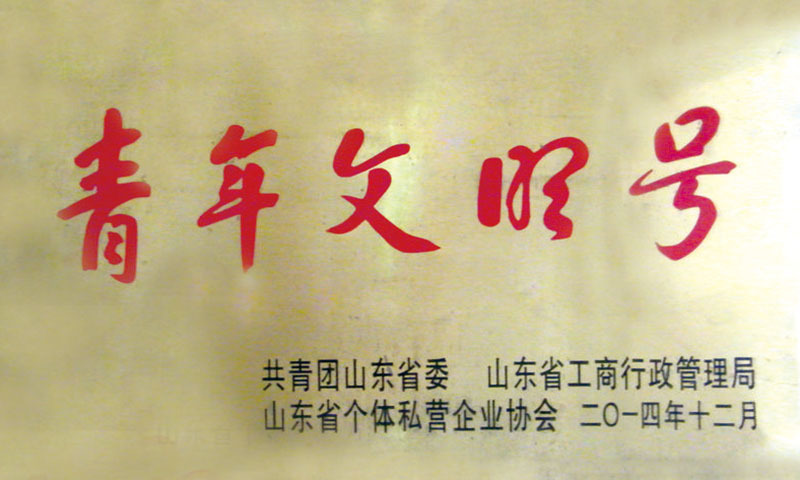 青年文明号
共青团山东省委 山东省工商行政管理局
山东省个体私营企业协会 二〇一四年十二月